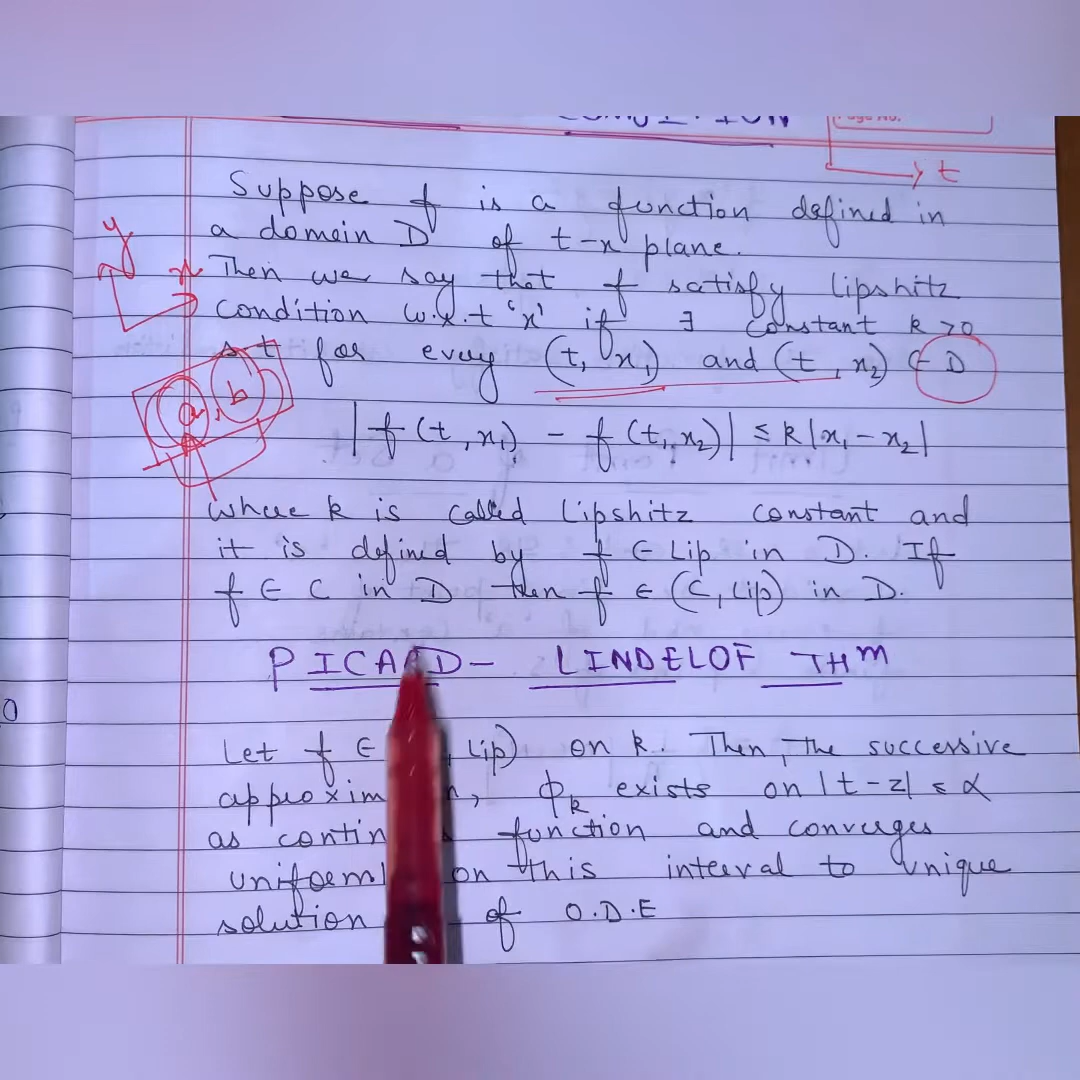 Page No.
t
Suppose f is a function defined in
a domain D of t-x plane.
y
x
Then we say that f satisfy Lipshitz
Condition w.r.t 'x' if ∃ constant k >0
s.t for every (t, x₁) and (t, x₂) ∈ D
a, b
|f(t, x₁) - f(t, x₂)| ≤ k|x₁ - x₂|
where k is called Lipshitz constant and
it is defined by f ∈ Lip in D. If
f ∈ C in D then f ∈ (C, Lip) in D.
PICARD- LINDELOF THM
0
Let f ∈ , Lip) on R. Then, The successive
, ϕₖ exists on |t-z| ≤ α
as function and converges
on this interval to unique
solution of O.D.E